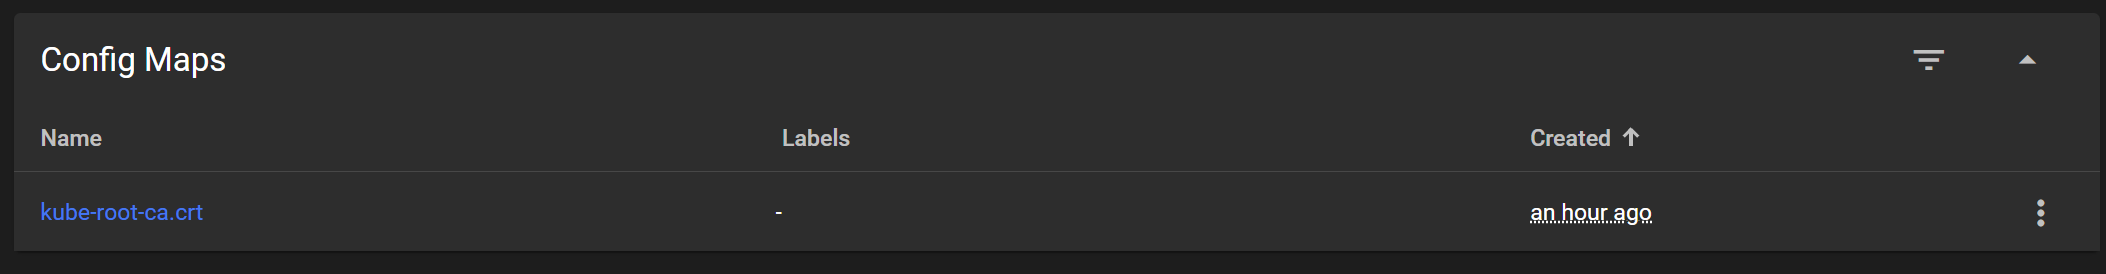 Config Maps
Name Labels Created
kube-root-ca.crt - an hour ago